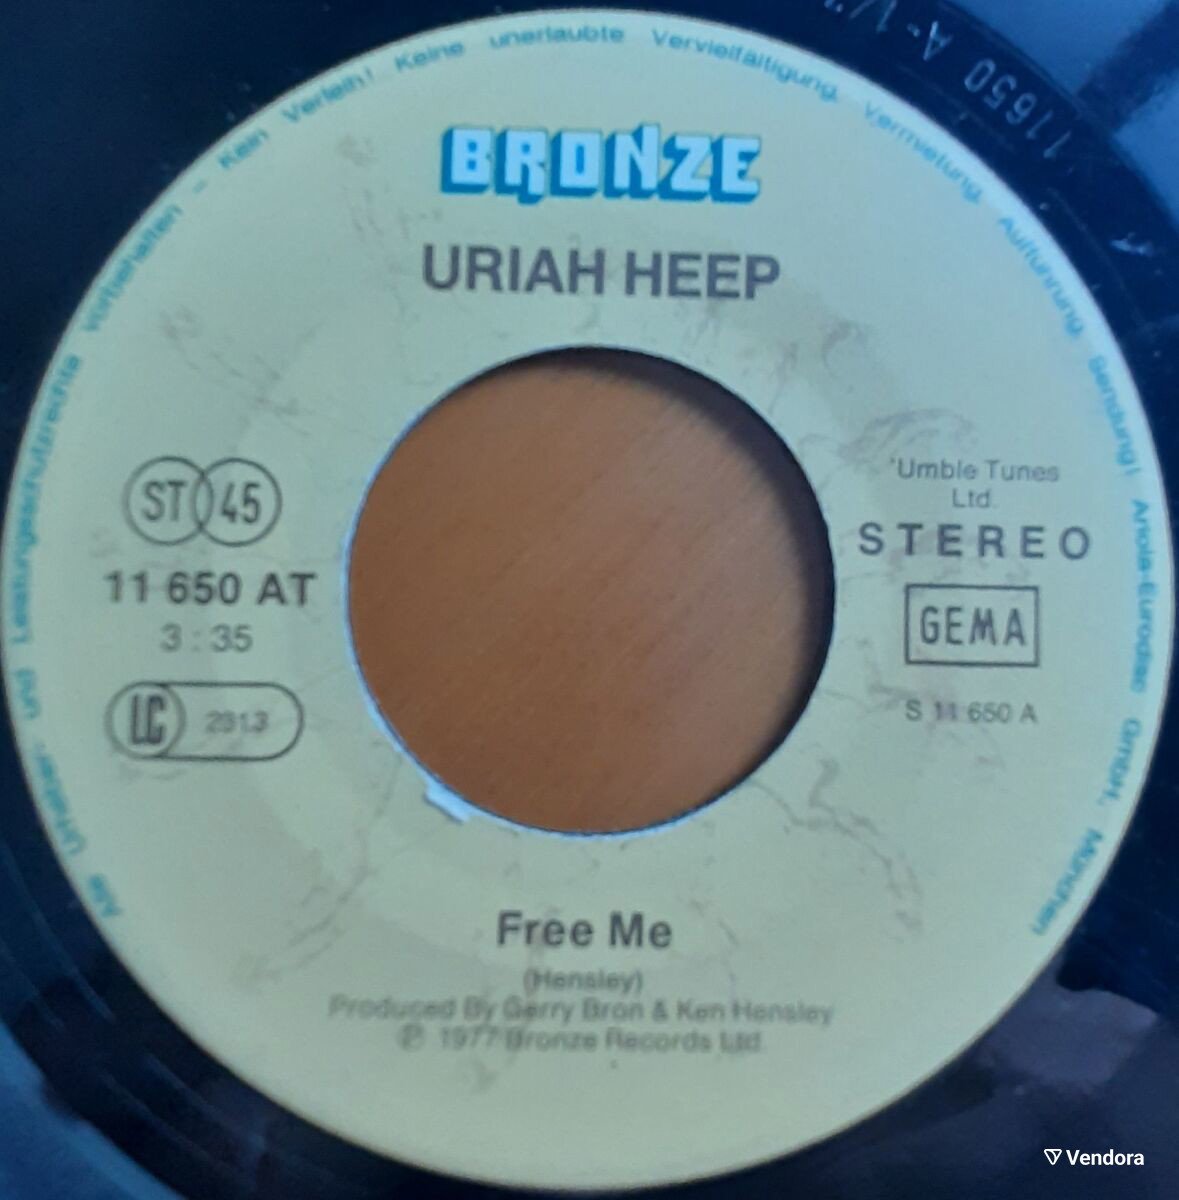 Alle Urheber- und Leistungsschutzrechte vorbehalten - Kein Verleih! Keine unerlaubte Vervielfältigung, Vermietung, Aufführung, Sendung! Ariola-Eurodisc GmbH, München
11650 A-1/
BRONZE
URIAH HEEP
ST 45
11 650 AT
3:35
LC 2313
'Umble Tunes
Ltd.
STEREO
GEMA
S 11 650 A
Free Me
(Hensley)
Produced By Gerry Bron & Ken Hensley
℗ 1977 Bronze Records Ltd.
Vendora